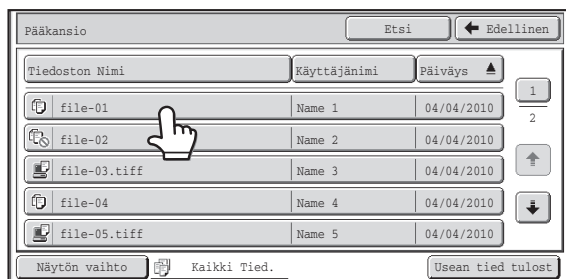 Pääkansio Etsi Edellinen
Tiedoston Nimi Käyttäjänimi Päiväys
file-01 Name 1 04/04/2010 1
file-02 Name 2 04/04/2010 2
file-03.tiff Name 3 04/04/2010
file-04 Name 4 04/04/2010
file-05.tiff Name 5 04/04/2010
Näytön vaihto Kaikki Tied. Usean tied tulost